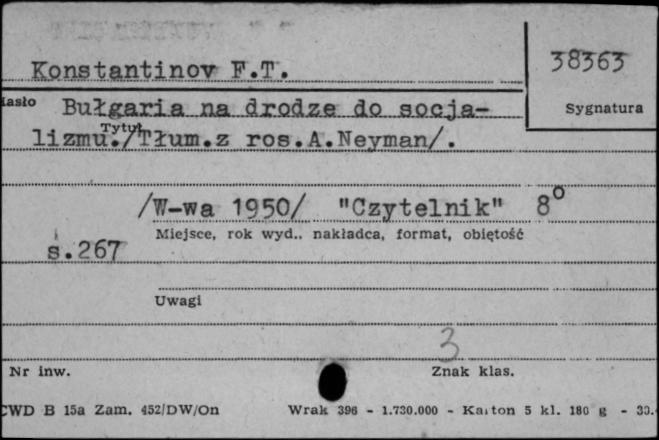 Konstantinov F.T.
38363
Hasło
Bułgaria na drodze do socja-
Sygnatura
Tytuł
lizmu./Tłum.z ros.A.Neyman/.
/W-wa 1950/ "Czytelnik" 8°
Miejsce, rok wyd., nakładca, format, objętość
s.267
Uwagi
3
Nr inw.
Znak klas.
CWD B 15a Zam. 452/DW/On Wrak 396 - 1.730.000 - Karton 5 kl. 180 g - 30.